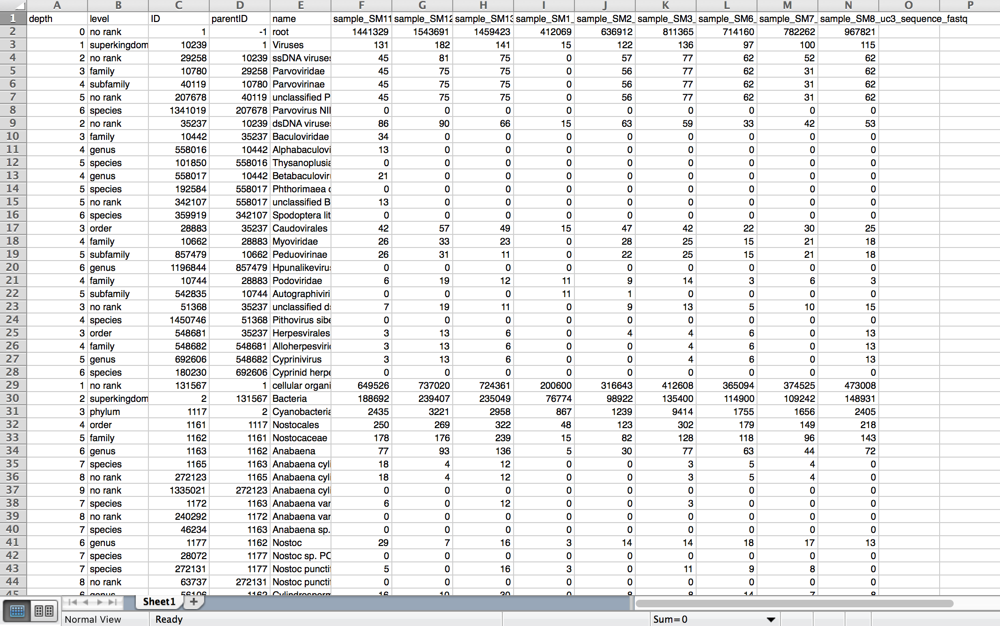 A B C D E F G H I J K L M N O P
1 depth level ID parentID name sample_SM11 sample_SM12 sample_SM13 sample_SM1_ sample_SM2_ sample_SM3_ sample_SM6_ sample_SM7_ sample_SM8_uc3_sequence_fastq
2 0 no rank 1 -1 root 1441329 1543691 1459423 412069 636912 811365 714160 782262 967821
3 1 superkingdom 10239 1 Viruses 131 182 141 15 122 136 97 100 115
4 2 no rank 29258 10239 ssDNA viruses 45 81 75 0 57 77 62 52 62
5 3 family 10780 29258 Parvoviridae 45 75 75 0 56 77 62 31 62
6 4 subfamily 40119 10780 Parvovirinae 45 75 75 0 56 77 62 31 62
7 5 no rank 207678 40119 unclassified P 45 75 75 0 56 77 62 31 62
8 6 species 1341019 207678 Parvovirus NII 0 0 0 0 0 0 0 0 0
9 2 no rank 35237 10239 dsDNA viruses 86 90 66 15 63 59 33 42 53
10 3 family 10442 35237 Baculoviridae 34 0 0 0 0 0 0 0 0
11 4 genus 558016 10442 Alphabaculovi 13 0 0 0 0 0 0 0 0
12 5 species 101850 558016 Thysanoplusia 0 0 0 0 0 0 0 0 0
13 4 genus 558017 10442 Betabaculovir 21 0 0 0 0 0 0 0 0
14 5 species 192584 558017 Phthorimaea o 0 0 0 0 0 0 0 0 0
15 5 no rank 342107 558017 unclassified B 13 0 0 0 0 0 0 0 0
16 6 species 359919 342107 Spodoptera lit 0 0 0 0 0 0 0 0 0
17 3 order 28883 35237 Caudovirales 42 57 49 15 47 42 22 30 25
18 4 family 10662 28883 Myoviridae 26 33 23 0 28 25 15 21 18
19 5 subfamily 857479 10662 Peduovirinae 26 31 11 0 22 25 15 21 18
20 6 genus 1196844 857479 Hpunalikevirus 0 0 0 0 0 0 0 0 0
21 4 family 10744 28883 Podoviridae 6 19 12 11 9 14 3 6 3
22 5 subfamily 542835 10744 Autographiviri 0 0 0 11 1 0 0 0 0
23 3 no rank 51368 35237 unclassified ds 7 19 11 0 9 13 5 10 15
24 4 species 1450746 51368 Pithovirus sibe 0 0 0 0 0 0 0 0 0
25 3 order 548681 35237 Herpesvirales 3 13 6 0 4 4 6 0 13
26 4 family 548682 548681 Alloherpesviri 3 13 6 0 0 4 6 0 13
27 5 genus 692606 548682 Cyprinivirus 3 13 6 0 0 4 6 0 13
28 6 species 180230 692606 Cyprinid herpe 0 0 0 0 0 0 0 0 0
29 1 no rank 131567 1 cellular organi 649526 737020 724361 200600 316643 412608 365094 374525 473008
30 2 superkingdom 2 131567 Bacteria 188692 239407 235049 76774 98922 135400 114900 109242 148931
31 3 phylum 1117 2 Cyanobacteria 2435 3221 2958 867 1239 9414 1755 1656 2405
32 4 order 1161 1117 Nostocales 250 269 322 48 123 302 179 149 218
33 5 family 1162 1161 Nostocaceae 178 176 239 15 82 128 118 96 143
34 6 genus 1163 1162 Anabaena 77 93 136 5 30 77 63 44 72
35 7 species 1165 1163 Anabaena cyli 18 4 12 0 0 3 5 4 0
36 8 no rank 272123 1165 Anabaena cyli 18 4 12 0 0 3 5 4 0
37 9 no rank 1335021 272123 Anabaena cyli 0 0 0 0 0 0 0 0 0
38 7 species 1172 1163 Anabaena var 6 0 12 0 0 3 0 0 0
39 8 no rank 240292 1172 Anabaena var 0 0 0 0 0 0 0 0 0
40 7 species 46234 1163 Anabaena sp. 0 0 0 0 0 0 0 0 0
41 6 genus 1177 1162 Nostoc 29 7 16 3 14 14 18 17 13
42 7 species 28072 1177 Nostoc sp. PC 0 0 0 0 0 0 0 0 0
43 7 species 272131 1177 Nostoc puncti 5 0 16 3 0 11 9 8 0
44 8 no rank 63737 272131 Nostoc puncti 0 0 0 0 0 0 0 0 0
45 6 genus 56106 1162 Cylindrosperm 16 10 30 0 8 8 14 7 8
Sheet1 +
Normal View Ready Sum=0